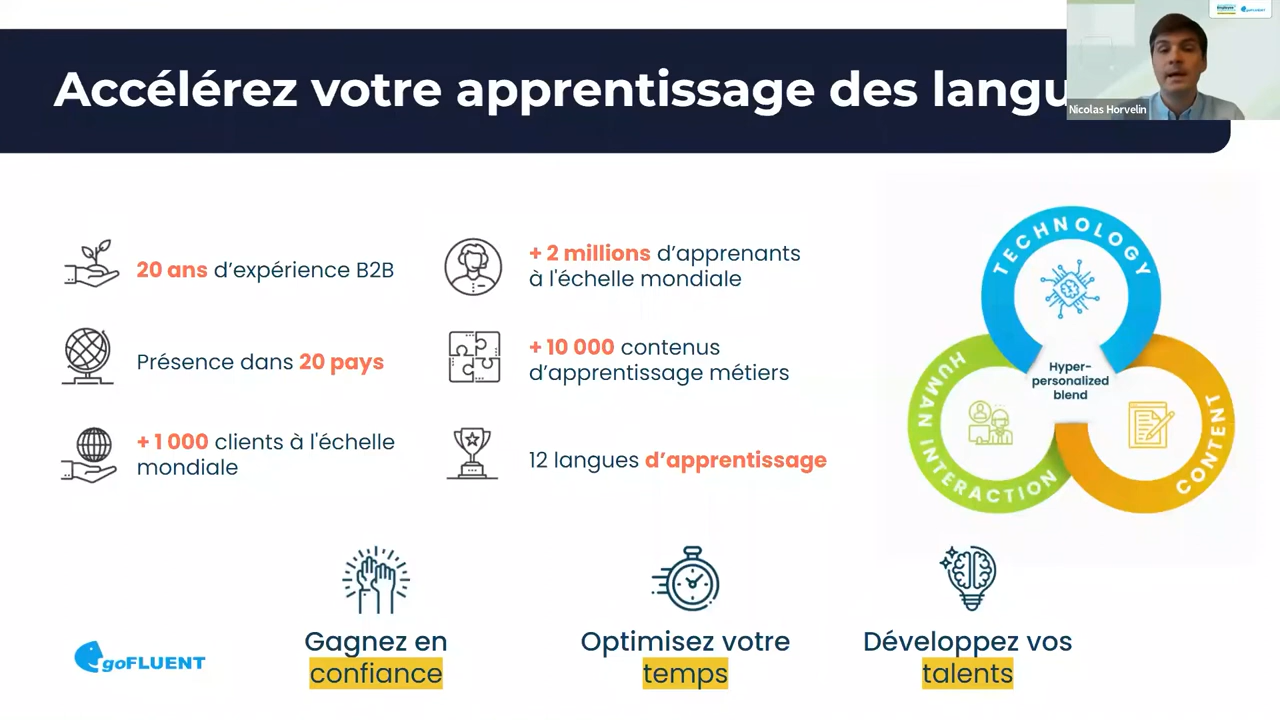 Accélérez votre apprentissage des langu
Nicolas Horvelin
goFLUENT
20 ans d’expérience B2B
Présence dans 20 pays
+ 1 000 clients à l'échelle
mondiale
+ 2 millions d’apprenants
à l'échelle mondiale
+ 10 000 contenus
d’apprentissage métiers
12 langues d’apprentissage
TECHNOLOGY
Hyper-
personalized
blend
HUMAN INTERACTION
CONTENT
Gagnez en
confiance
Optimisez votre
temps
Développez vos
talents
goFLUENT